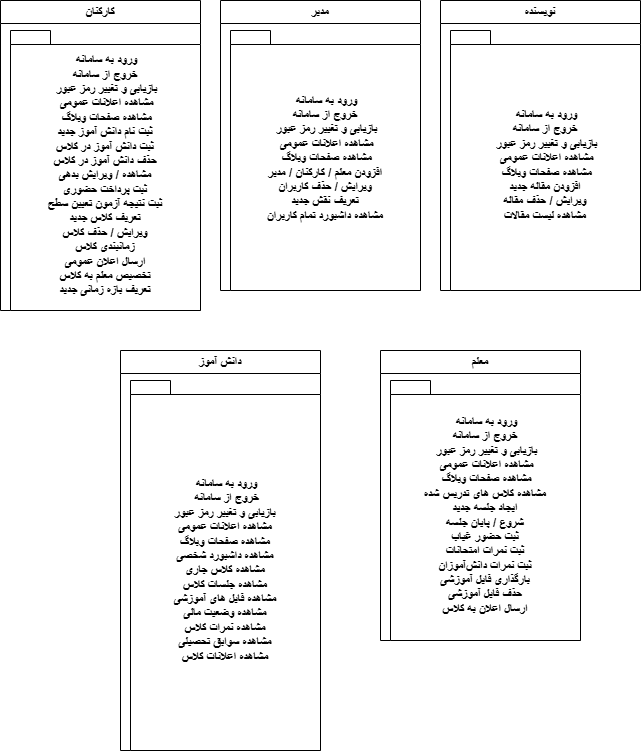 کارکنان
ورود به سامانه
خروج از سامانه
بازیابی و تغییر رمز عبور
مشاهده اعلانات عمومی
مشاهده صفحات وبلاگ
ثبت نام دانش آموز جدید
ثبت دانش آموز در کلاس
حذف دانش آموز در کلاس
مشاهده / ویرایش بدهی
ثبت پرداخت حضوری
ثبت نتیجه آزمون تعیین سطح
تعریف کلاس جدید
ویرایش / حذف کلاس
زمانبندی کلاس
ارسال اعلان عمومی
تخصیص معلم به کلاس
تعریف بازه زمانی جدید
مدیر
ورود به سامانه
خروج از سامانه
بازیابی و تغییر رمز عبور
مشاهده اعلانات عمومی
مشاهده صفحات وبلاگ
افزودن معلم / کارکنان / مدیر
ویرایش / حذف کاربران
تعریف نقش جدید
مشاهده داشبورد تمام کاربران
نویسنده
ورود به سامانه
خروج از سامانه
بازیابی و تغییر رمز عبور
مشاهده اعلانات عمومی
مشاهده صفحات وبلاگ
افزودن مقاله جدید
ویرایش / حذف مقاله
مشاهده لیست مقالات
دانش آموز
ورود به سامانه
خروج از سامانه
بازیابی و تغییر رمز عبور
مشاهده اعلانات عمومی
مشاهده صفحات وبلاگ
مشاهده داشبورد شخصی
مشاهده کلاس جاری
مشاهده جلسات کلاس
مشاهده فایل های آموزشی
مشاهده وضعیت مالی
مشاهده نمرات کلاس
مشاهده سوابق تحصیلی
مشاهده اعلانات کلاس
معلم
ورود به سامانه
خروج از سامانه
بازیابی و تغییر رمز عبور
مشاهده اعلانات عمومی
مشاهده صفحات وبلاگ
مشاهده کلاس های تدریس شده
ایجاد جلسه جدید
شروع / پایان جلسه
ثبت حضور غیاب
ثبت نمرات امتحانات
ثبت نمرات دانش‌آموزان
بارگذاری فایل آموزشی
حذف فایل آموزشی
ارسال اعلان به کلاس